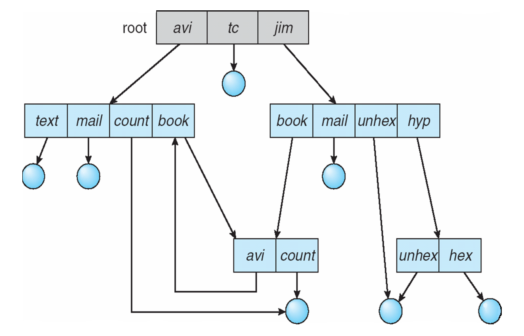 root avi tc jim
text mail count book book mail unhex hyp
avi count unhex hex